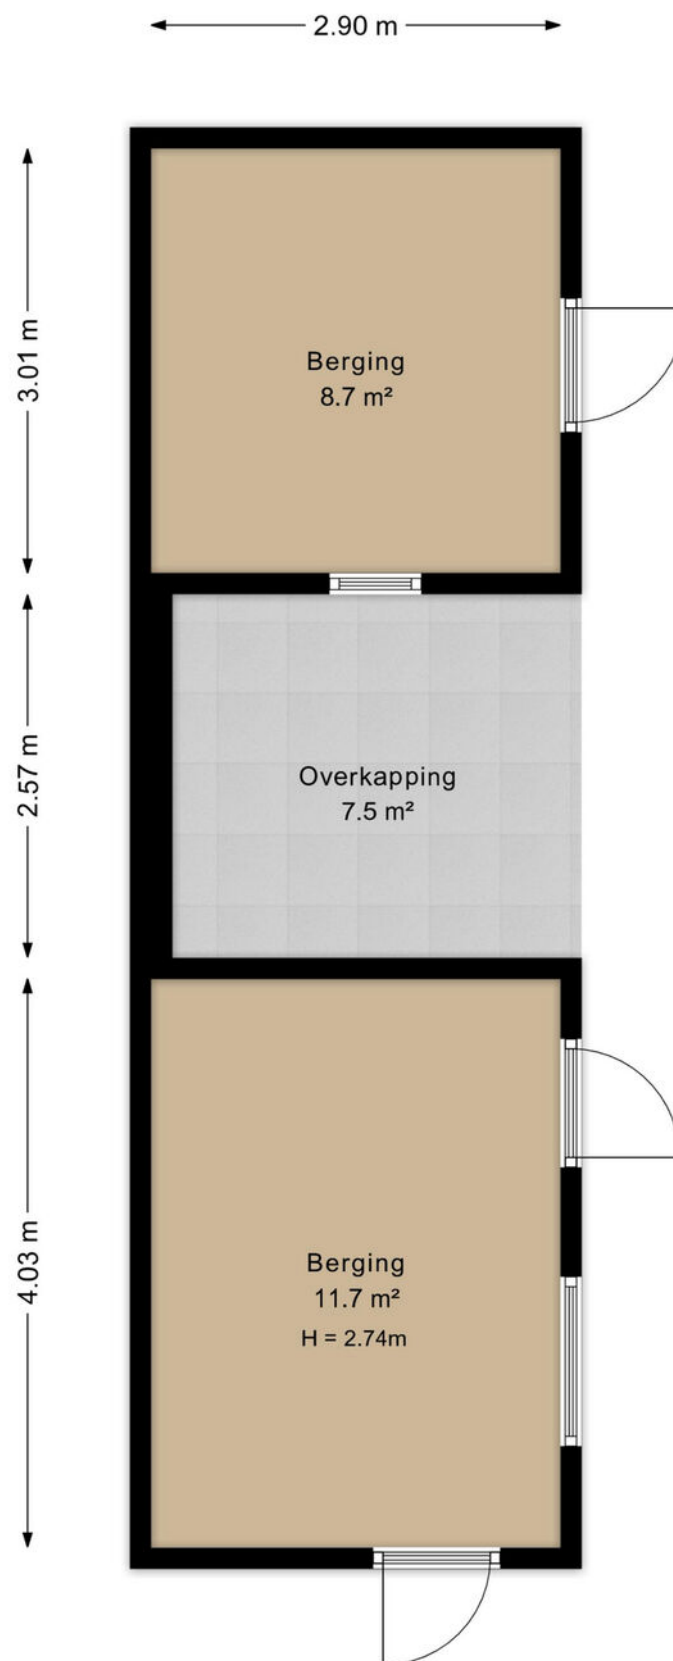 2.90 m
3.01 m
Berging
8.7 m²
2.57 m
Overkapping
7.5 m²
4.03 m
Berging
11.7 m²
H = 2.74m